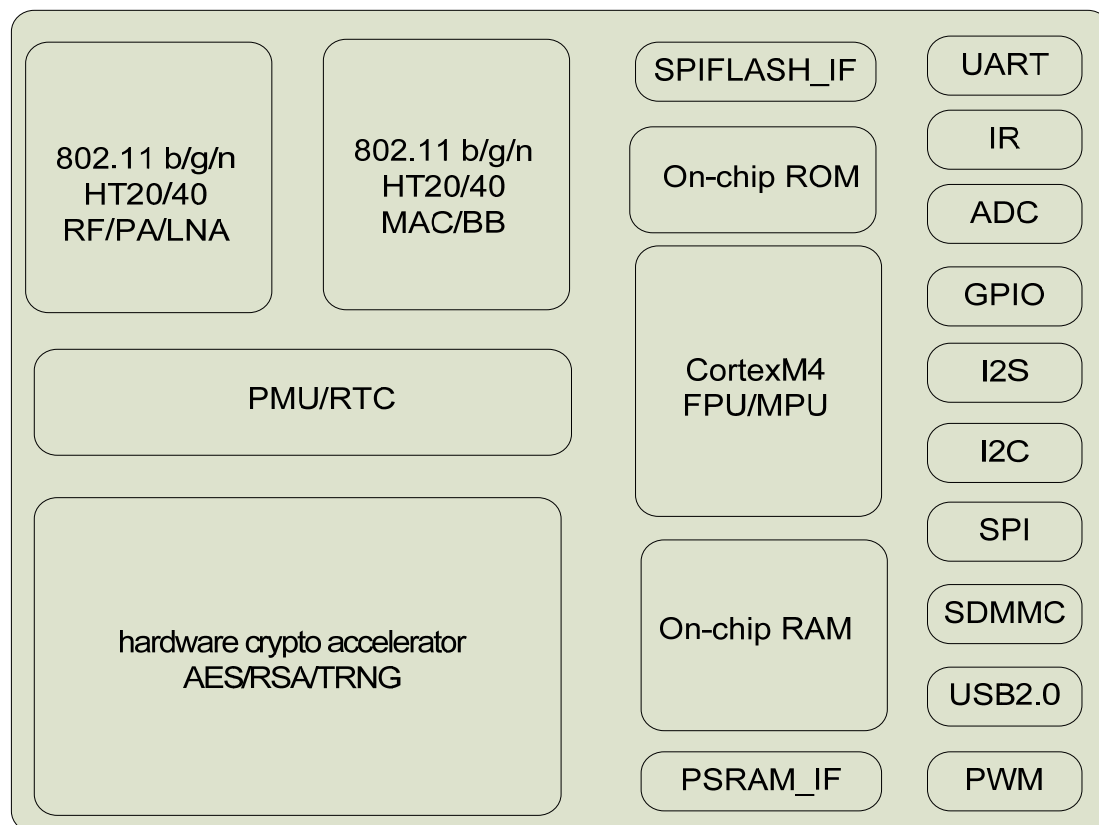 802.11 b/g/n
HT20/40
RF/PA/LNA
802.11 b/g/n
HT20/40
MAC/BB
PMU/RTC
hardware crypto accelerator
AES/RSA/TRNG
SPIFLASH_IF
On-chip ROM
CortexM4
FPU/MPU
On-chip RAM
PSRAM_IF
UART
IR
ADC
GPIO
I2S
I2C
SPI
SDMMC
USB2.0
PWM